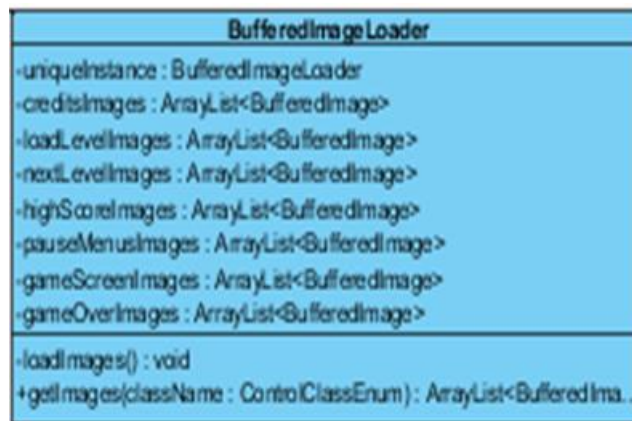 BufferedImageLoader
-uniqueInstance : BufferedImageLoader
-creditsImages : ArrayList<BufferedImage>
-loadLevelImages : ArrayList<BufferedImage>
-nextLevelImages : ArrayList<BufferedImage>
-highScoreImages : ArrayList<BufferedImage>
-pauseMenusImages : ArrayList<BufferedImage>
-gameScreenImages : ArrayList<BufferedImage>
-gameOverImages : ArrayList<BufferedImage>
-loadImages() : void
+getImages(className : ControlClassEnum) : ArrayList<BufferedIma..